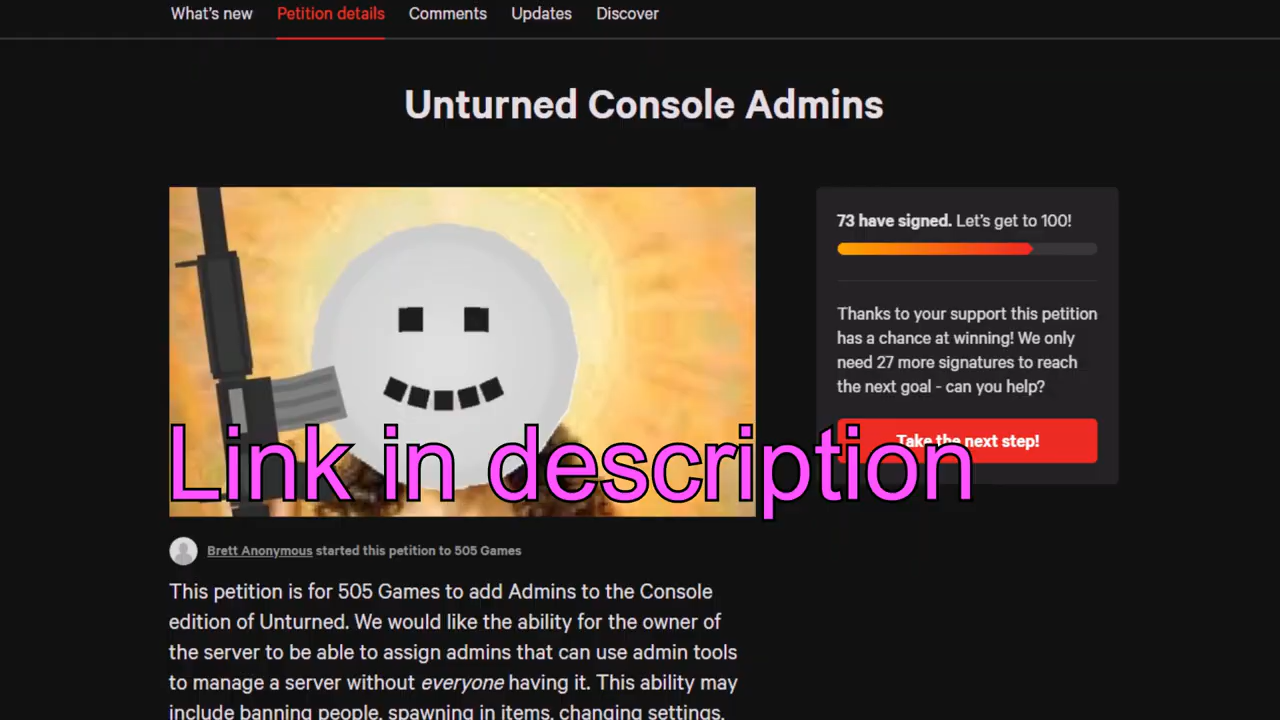 What's new Petition details Comments Updates Discover
Unturned Console Admins
73 have signed. Let's get to 100!
Thanks to your support this petition
has a chance at winning! We only
need 27 more signatures to reach
the next goal - can you help?
Take the next step!
Link in description
Brett Anonymous started this petition to 505 Games
This petition is for 505 Games to add Admins to the Console
edition of Unturned. We would like the ability for the owner of
the server to be able to assign admins that can use admin tools
to manage a server without everyone having it. This ability may
include banning people, spawning in items, changing settings,